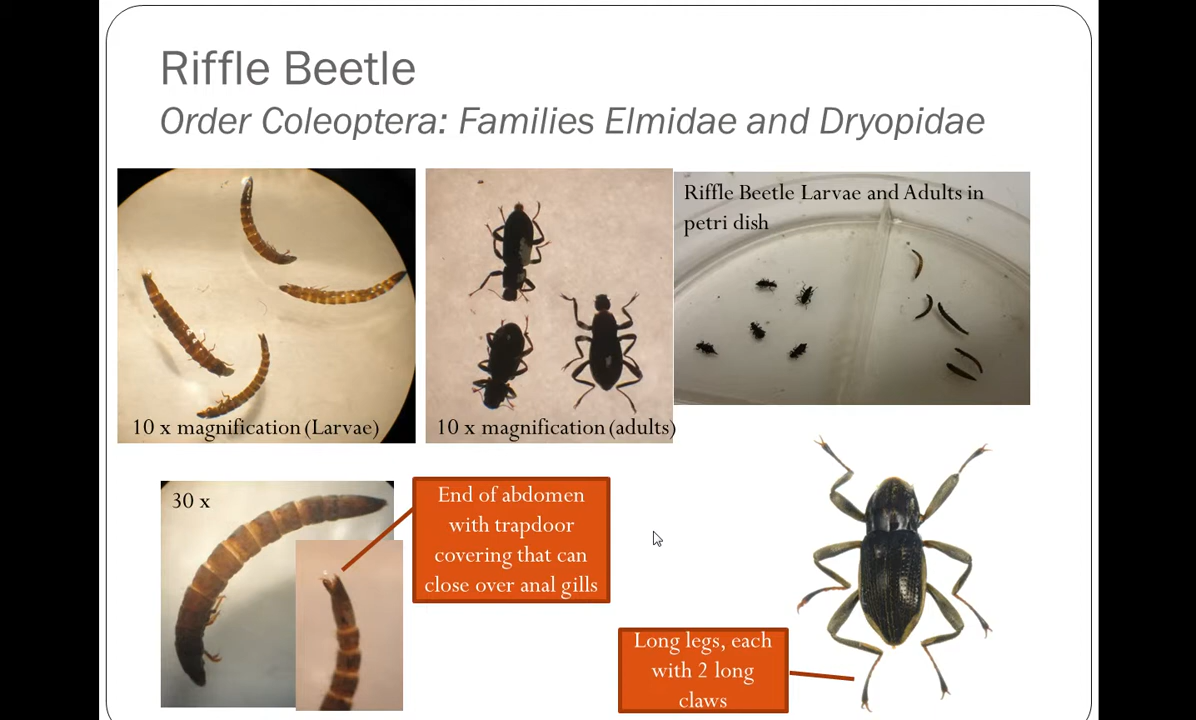 Riffle Beetle
Order Coleoptera: Families Elmidae and Dryopidae
Riffle Beetle Larvae and Adults in
petri dish
10 x magnification (Larvae)
10 x magnification (adults)
30 x
End of abdomen
with trapdoor
covering that can
close over anal gills
Long legs, each
with 2 long
claws